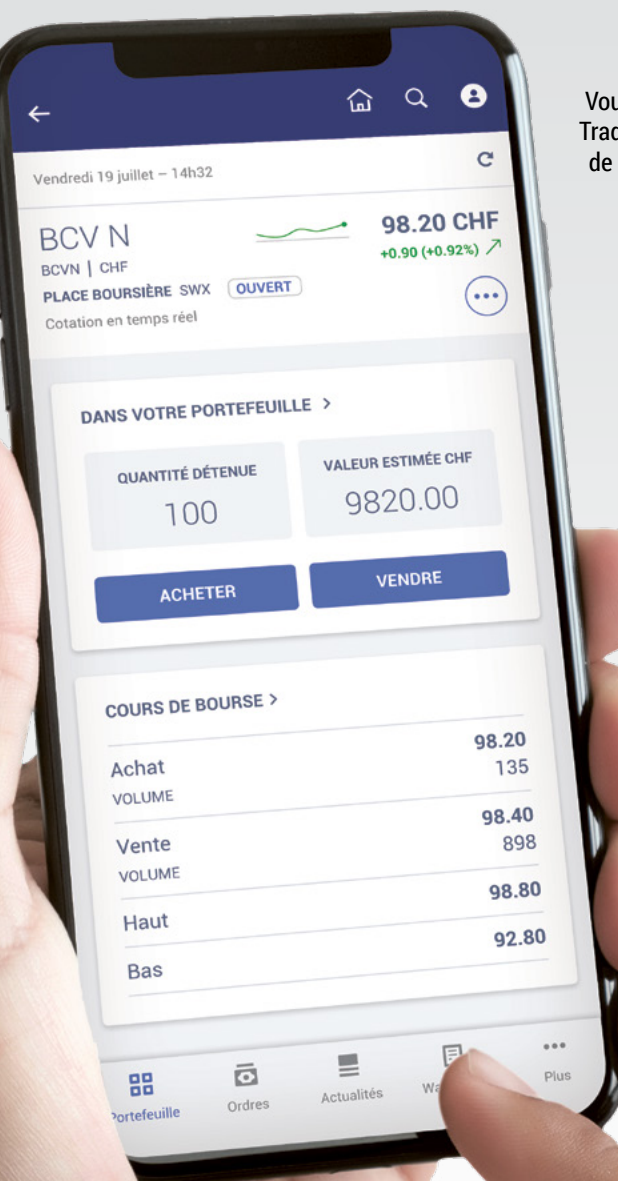 Vendredi 19 juillet – 14h32
BCV N
98.20 CHF
BCVN | CHF
+0.90 (+0.92%)
PLACE BOURSIÈRE SWX OUVERT
Cotation en temps réel
DANS VOTRE PORTEFEUILLE >
QUANTITÉ DÉTENUE
100
VALEUR ESTIMÉE CHF
9820.00
ACHETER
VENDRE
COURS DE BOURSE >
Achat 98.20
VOLUME 135
Vente 98.40
VOLUME 898
Haut 98.80
Bas 92.80
Portefeuille
Ordres
Actualités
Plus
de